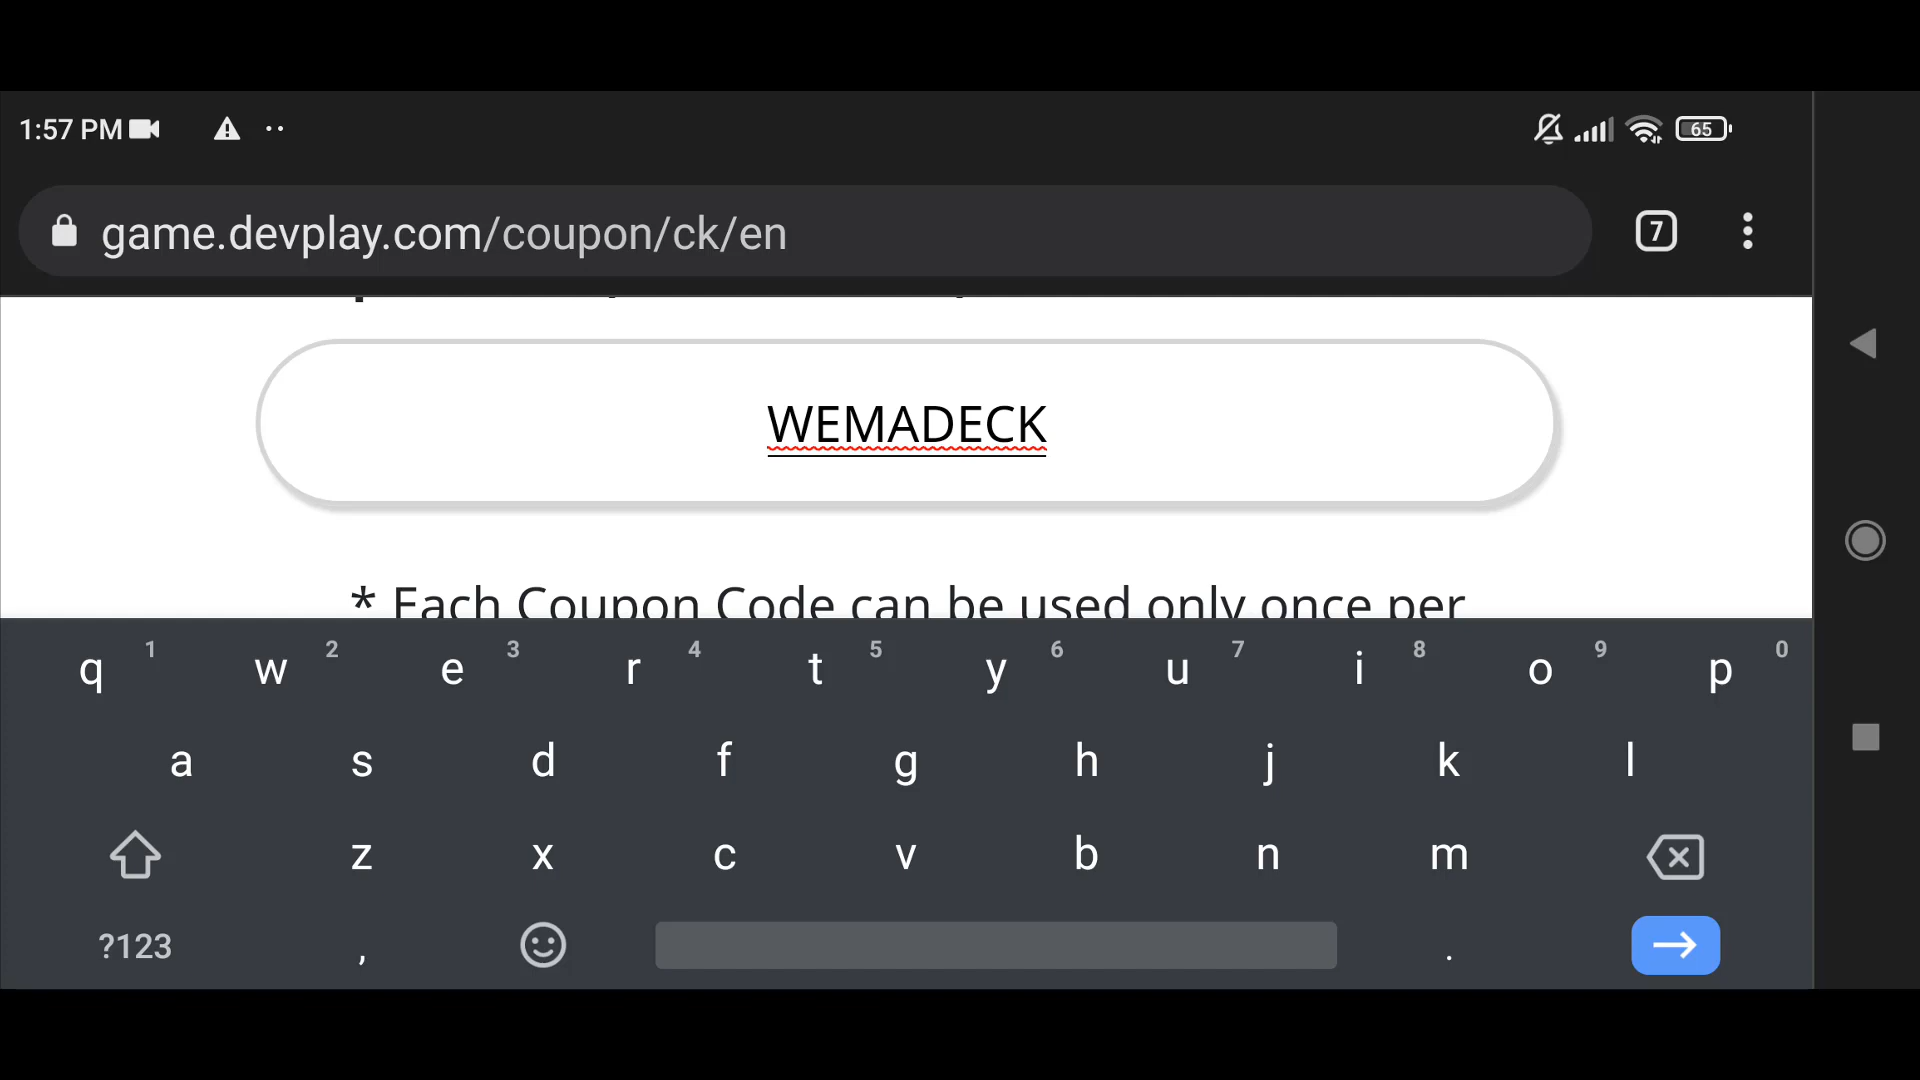 1:57 PM
65
game.devplay.com/coupon/ck/en
7
WEMADECK
* Each Coupon Code can be used only once per
q 1 w 2 e 3 r 4 t 5 y 6 u 7 i 8 o 9 p 0
a s d f g h j k l
z x c v b n m
?123 , .